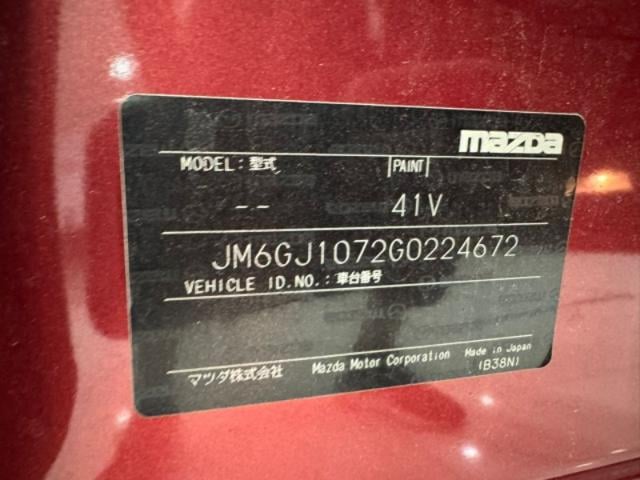 mazda
MODEL: 型式 PAINT
-- 41V
JM6GJ1072G0224672
VEHICLE ID.NO.: 車台番号
マツダ株式会社 Mazda Motor Corporation Made in Japan
(B38N)